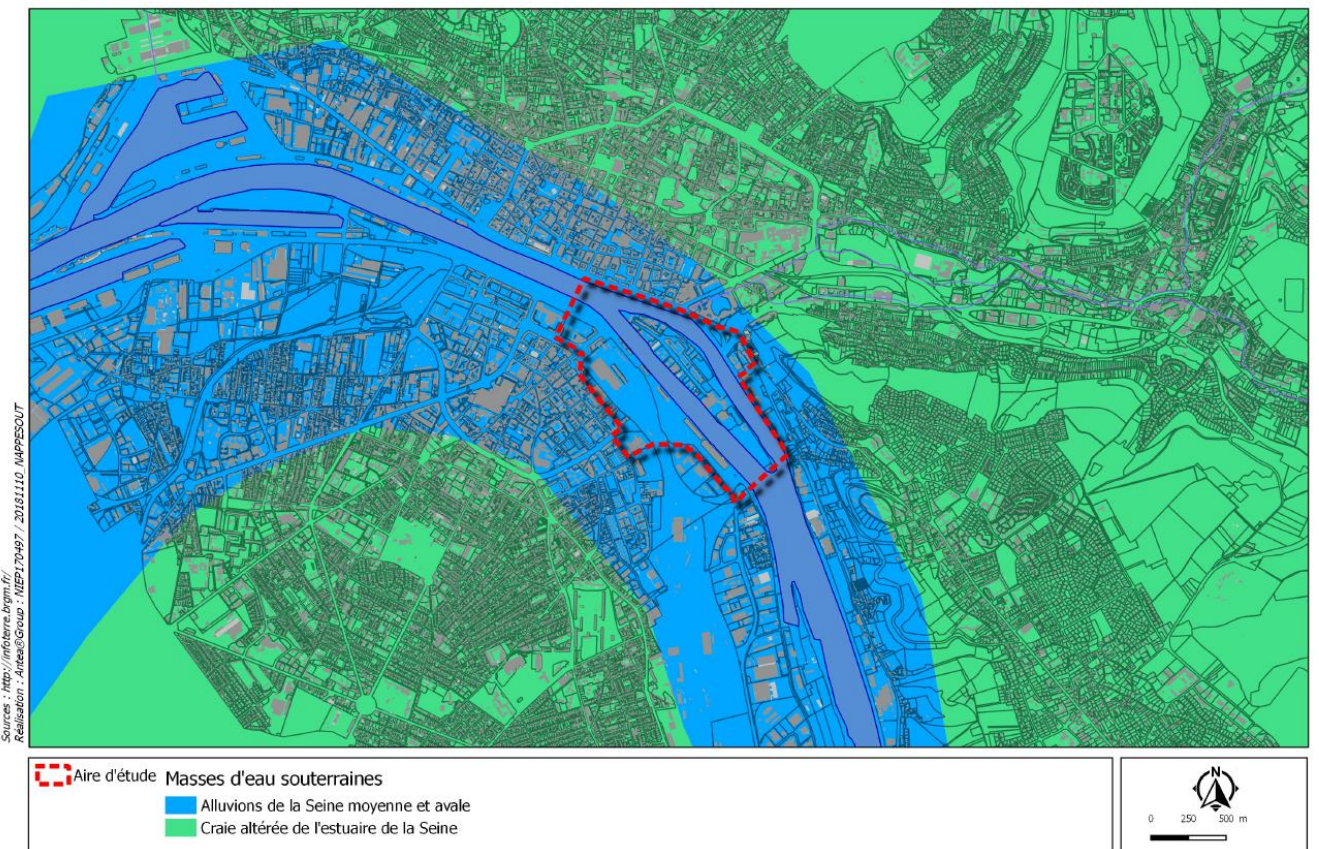 Sources : http://infoterre.brgm.fr/
Réalisation : Antea®Group : NIEP170497 / 20181110_NAPPESOUT
Aire d'étude
Masses d'eau souterraines
Alluvions de la Seine moyenne et avale
Craie altérée de l'estuaire de la Seine
N
0 250 500 m